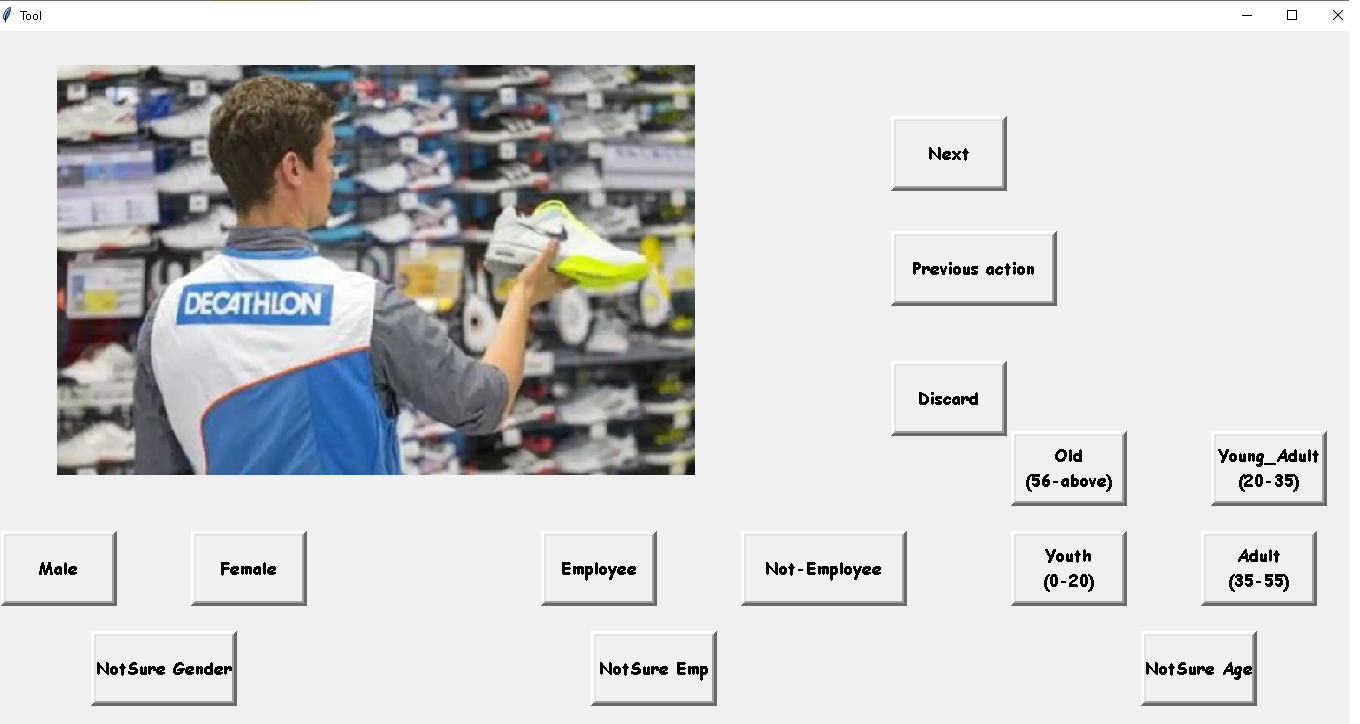 Tool
DECATHLON
Next
Previous action
Discard
Old
(56-above)
Young_Adult
(20-35)
Male
Female
Employee
Not-Employee
Youth
(0-20)
Adult
(35-55)
NotSure Gender
NotSure Emp
NotSure Age